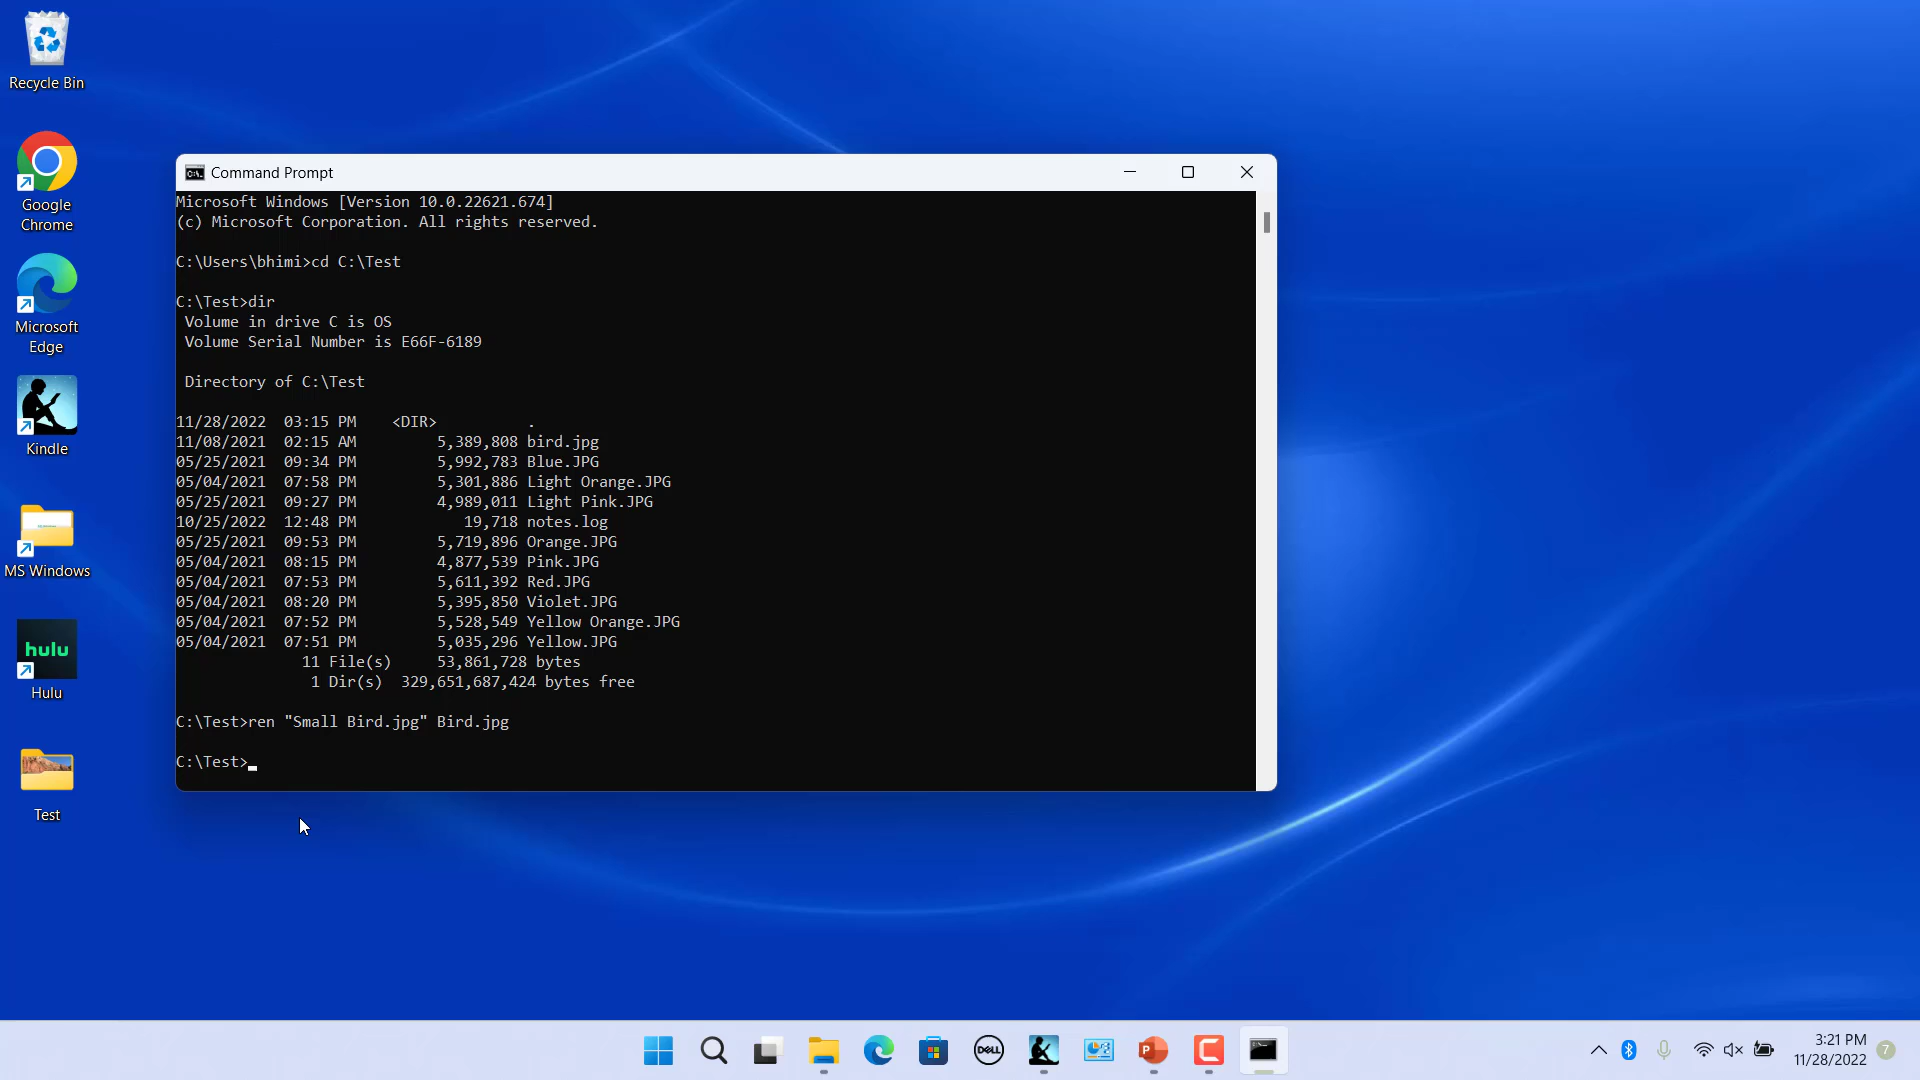 Recycle Bin
Google
Chrome
Microsoft
Edge
Kindle
MS Windows
hulu
Hulu
Test
Command Prompt
Microsoft Windows [Version 10.0.22621.674]
(c) Microsoft Corporation. All rights reserved.
C:\Users\bhimi>cd C:\Test
C:\Test>dir
Volume in drive C is OS
Volume Serial Number is E66F-6189
Directory of C:\Test
11/28/2022  03:15 PM    <DIR>          .
11/08/2021  02:15 AM         5,389,808 bird.jpg
05/25/2021  09:34 PM         5,992,783 Blue.JPG
05/04/2021  07:58 PM         5,301,886 Light Orange.JPG
05/25/2021  09:27 PM         4,989,011 Light Pink.JPG
10/25/2022  12:48 PM            19,718 notes.log
05/25/2021  09:53 PM         5,719,896 Orange.JPG
05/04/2021  08:15 PM         4,877,539 Pink.JPG
05/04/2021  07:53 PM         5,611,392 Red.JPG
05/04/2021  08:20 PM         5,395,850 Violet.JPG
05/04/2021  07:52 PM         5,528,549 Yellow Orange.JPG
05/04/2021  07:51 PM         5,035,296 Yellow.JPG
11 File(s)     53,861,728 bytes
1 Dir(s)  329,651,687,424 bytes free
C:\Test>ren "Small Bird.jpg" Bird.jpg
C:\Test>
DELL
3:21 PM
11/28/2022
7